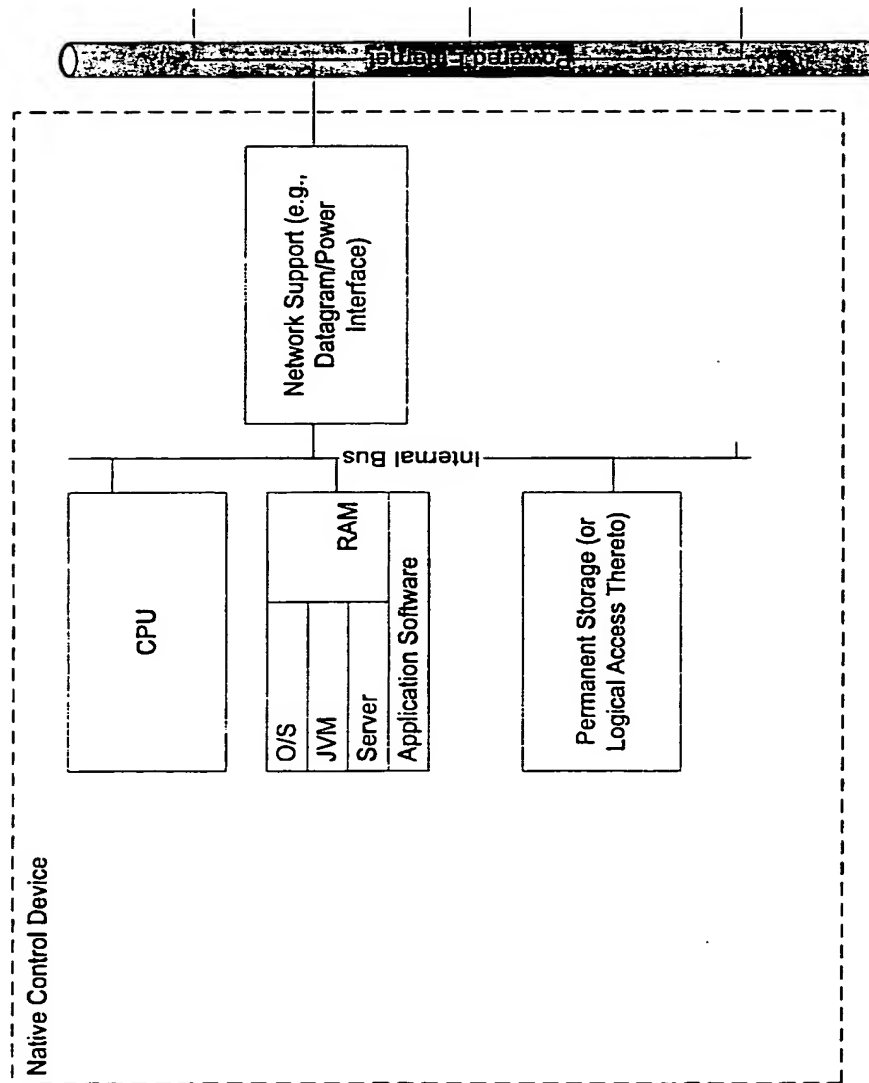 Native Control Device
CPU
O/S
JVM
Server
RAM
Application Software
Permanent Storage (or
Logical Access Thereto)
Internal Bus
Network Support (e.g.,
Datagram/Power
Interface)
Powered Ethernet